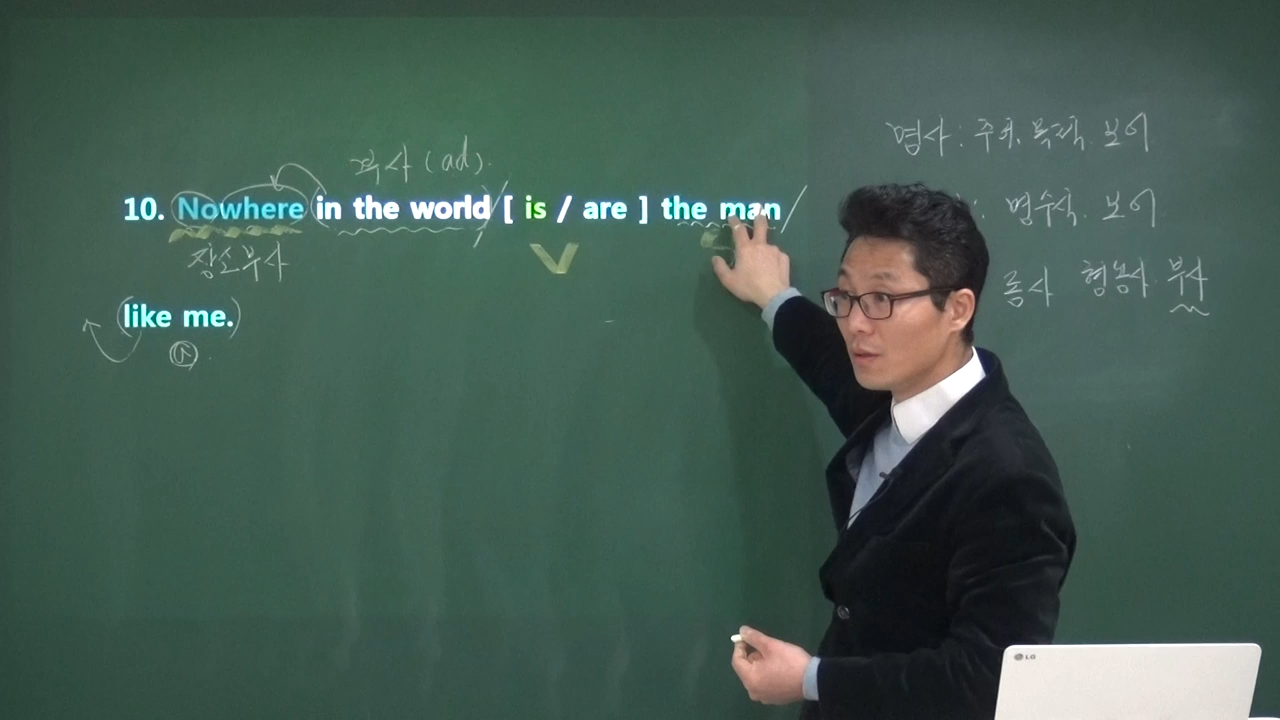 부사 (ad).
10. Nowhere in the world [ is / are ] the man
장소부사
V
like me.
명사 : 주어. 목적. 보어
: 명수식. 보어.
동사 형용사. 부사
LG